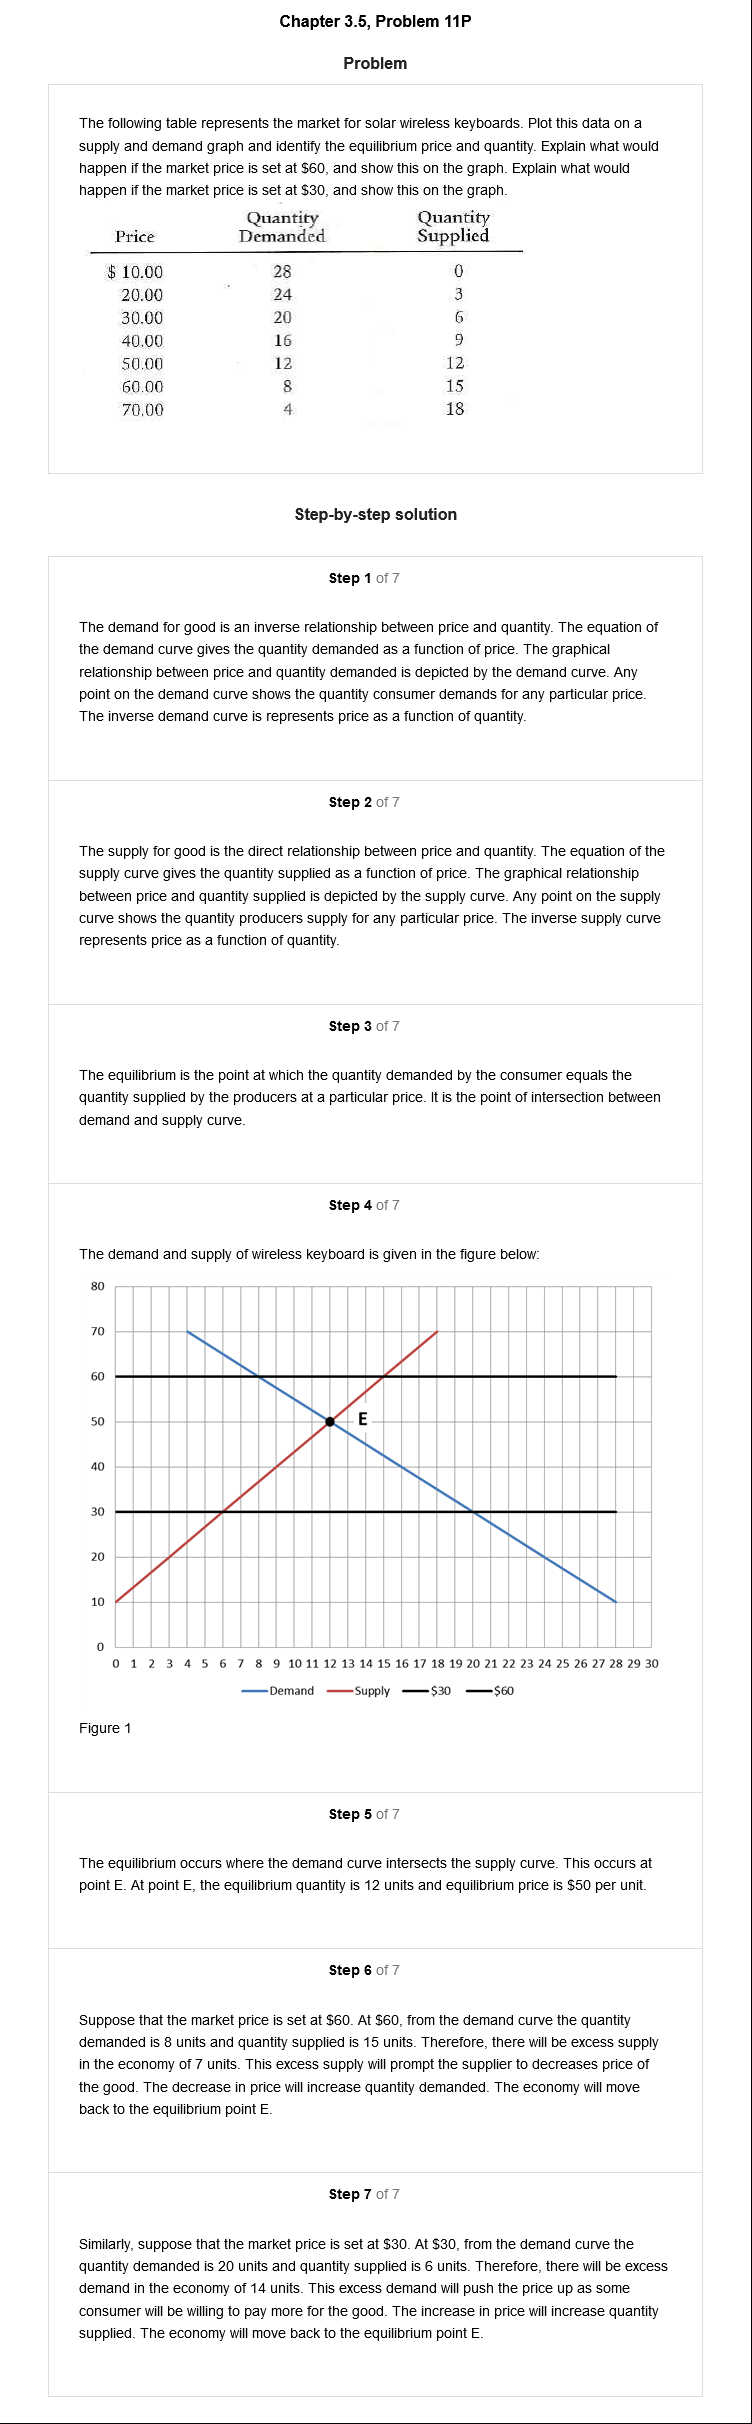 Chapter 3.5, Problem 11P
Problem
The following table represents the market for solar wireless keyboards. Plot this data on a
supply and demand graph and identify the equilibrium price and quantity. Explain what would
happen if the market price is set at $60, and show this on the graph. Explain what would
happen if the market price is set at $30, and show this on the graph.
Quantity Quantity
Price Demanded Supplied
$ 10.00 28 0
20.00 24 3
30.00 20 6
40.00 16 9
50.00 12 12
60.00 8 15
70.00 4 18
Step-by-step solution
Step 1 of 7
The demand for good is an inverse relationship between price and quantity. The equation of
the demand curve gives the quantity demanded as a function of price. The graphical
relationship between price and quantity demanded is depicted by the demand curve. Any
point on the demand curve shows the quantity consumer demands for any particular price.
The inverse demand curve is represents price as a function of quantity.
Step 2 of 7
The supply for good is the direct relationship between price and quantity. The equation of the
supply curve gives the quantity supplied as a function of price. The graphical relationship
between price and quantity supplied is depicted by the supply curve. Any point on the supply
curve shows the quantity producers supply for any particular price. The inverse supply curve
represents price as a function of quantity.
Step 3 of 7
The equilibrium is the point at which the quantity demanded by the consumer equals the
quantity supplied by the producers at a particular price. It is the point of intersection between
demand and supply curve.
Step 4 of 7
The demand and supply of wireless keyboard is given in the figure below:
80
70
60
50
E
40
30
20
10
0
0 1 2 3 4 5 6 7 8 9 10 11 12 13 14 15 16 17 18 19 20 21 22 23 24 25 26 27 28 29 30
Demand Supply $30 $60
Figure 1
Step 5 of 7
The equilibrium occurs where the demand curve intersects the supply curve. This occurs at
point E. At point E, the equilibrium quantity is 12 units and equilibrium price is $50 per unit.
Step 6 of 7
Suppose that the market price is set at $60. At $60, from the demand curve the quantity
demanded is 8 units and quantity supplied is 15 units. Therefore, there will be excess supply
in the economy of 7 units. This excess supply will prompt the supplier to decreases price of
the good. The decrease in price will increase quantity demanded. The economy will move
back to the equilibrium point E.
Step 7 of 7
Similarly, suppose that the market price is set at $30. At $30, from the demand curve the
quantity demanded is 20 units and quantity supplied is 6 units. Therefore, there will be excess
demand in the economy of 14 units. This excess demand will push the price up as some
consumer will be willing to pay more for the good. The increase in price will increase quantity
supplied. The economy will move back to the equilibrium point E.